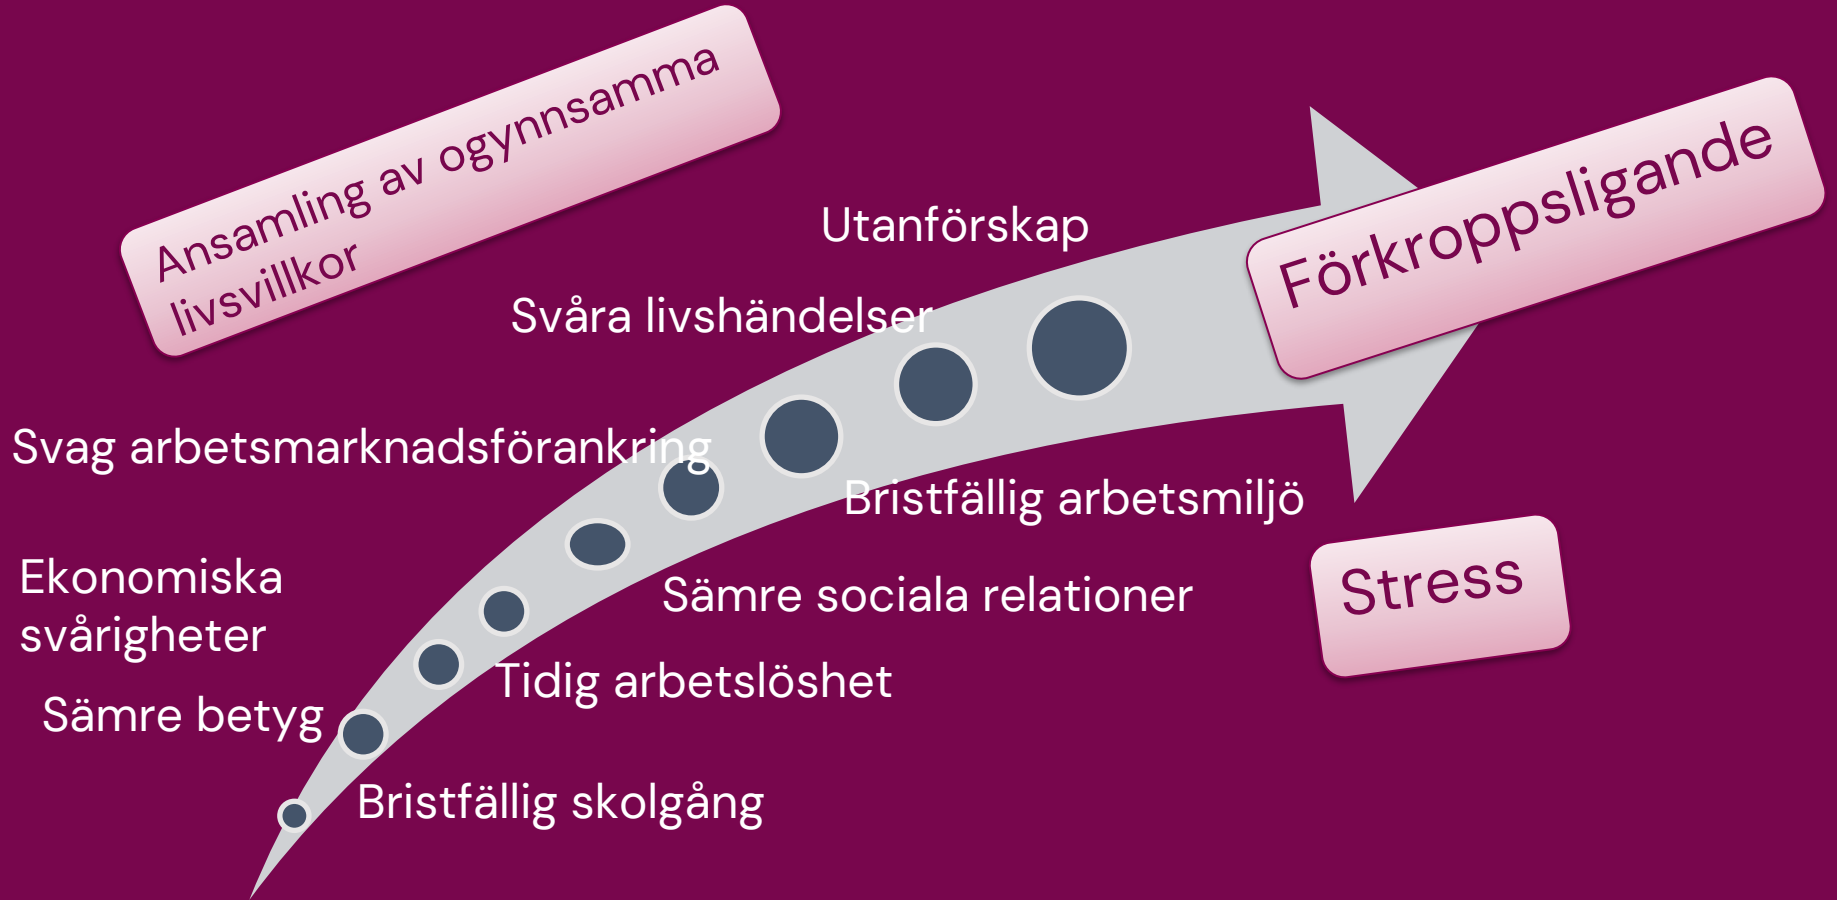 Ansamling av ogynnsamma
livsvillkor
Förkroppsligande
Utanförskap
Svåra livshändelser
Svag arbetsmarknadsförankring
Bristfällig arbetsmiljö
Ekonomiska
svårigheter
Sämre sociala relationer
Stress
Tidig arbetslöshet
Sämre betyg
Bristfällig skolgång